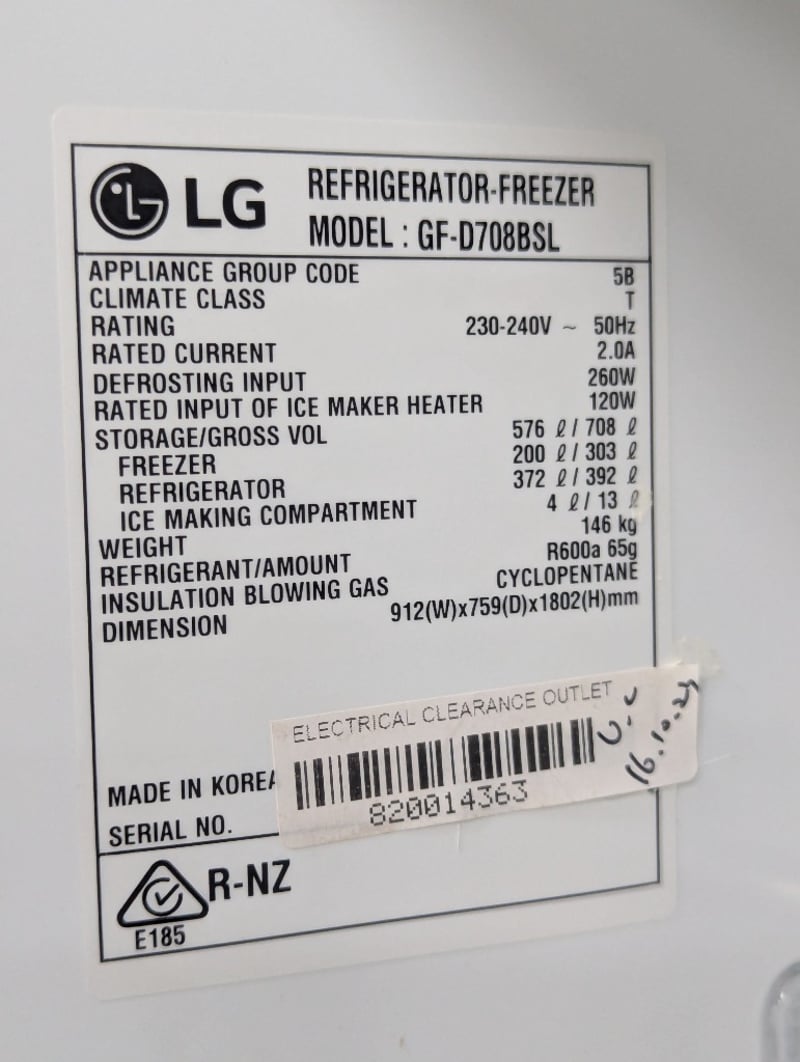 LG
REFRIGERATOR-FREEZER
MODEL : GF-D708BSL
APPLIANCE GROUP CODE 5B
CLIMATE CLASS T
RATING 230-240V ~ 50Hz
RATED CURRENT 2.0A
DEFROSTING INPUT 260W
RATED INPUT OF ICE MAKER HEATER 120W
STORAGE/GROSS VOL 576 ℓ / 708 ℓ
FREEZER 200 ℓ / 303 ℓ
REFRIGERATOR 372 ℓ / 392 ℓ
ICE MAKING COMPARTMENT 4 ℓ / 13 ℓ
WEIGHT 146 kg
REFRIGERANT/AMOUNT R600a 65g
INSULATION BLOWING GAS CYCLOPENTANE
DIMENSION 912(W)x759(D)x1802(H)mm
ELECTRICAL CLEARANCE OUTLET
820014363
MADE IN KOREA
SERIAL NO.
R-NZ
E185